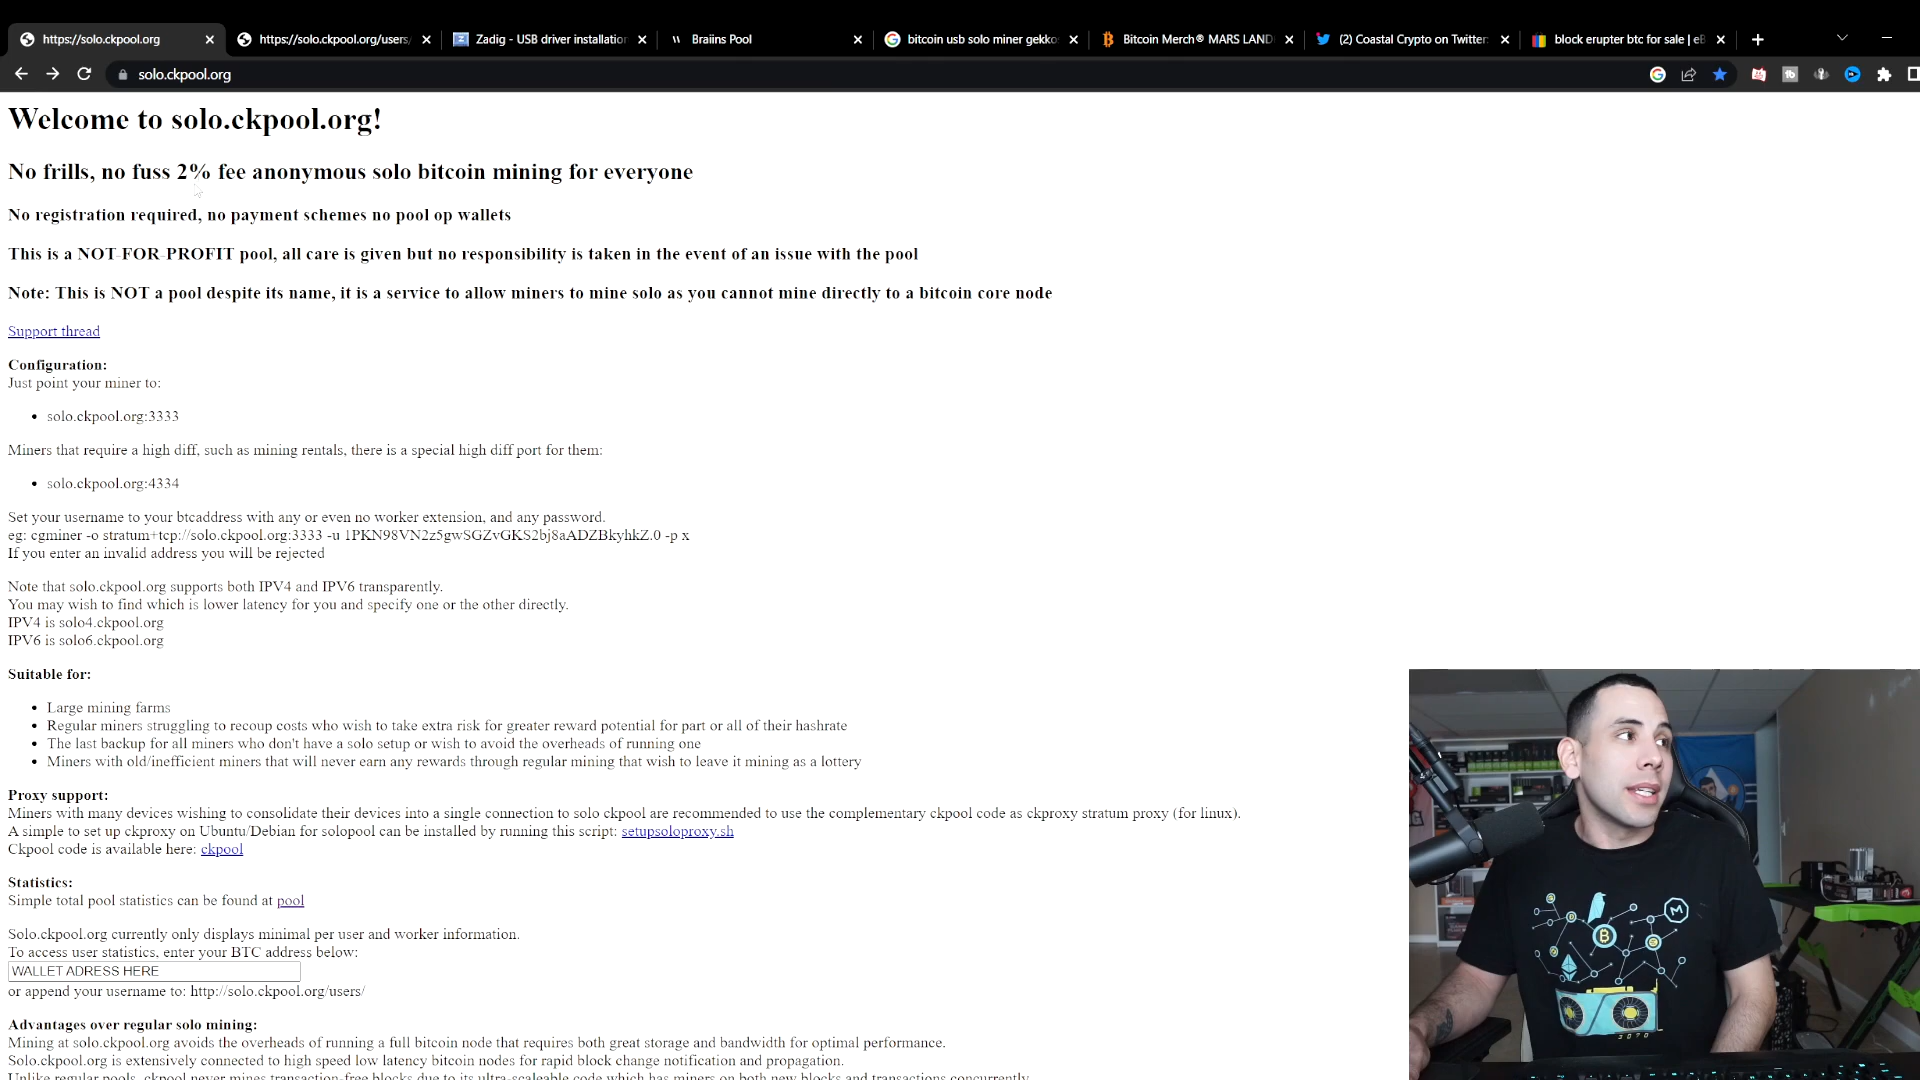 https://solo.ckpool.org
https://solo.ckpool.org/users/
Zadig - USB driver installation
Braiins Pool
bitcoin usb solo miner gekko
Bitcoin Merch® MARS LAND
(2) Coastal Crypto on Twitter:
block erupter btc for sale | eB
solo.ckpool.org
Welcome to solo.ckpool.org!
No frills, no fuss 2% fee anonymous solo bitcoin mining for everyone
No registration required, no payment schemes no pool op wallets
This is a NOT-FOR-PROFIT pool, all care is given but no responsibility is taken in the event of an issue with the pool
Note: This is NOT a pool despite its name, it is a service to allow miners to mine solo as you cannot mine directly to a bitcoin core node
Support thread
Configuration:
Just point your miner to:
• solo.ckpool.org:3333
Miners that require a high diff, such as mining rentals, there is a special high diff port for them:
• solo.ckpool.org:4334
Set your username to your btcaddress with any or even no worker extension, and any password.
eg: cgminer -o stratum+tcp://solo.ckpool.org:3333 -u 1PKN98VN2z5gwSGZvGKS2bj8aADZBkyhkZ.0 -p x
If you enter an invalid address you will be rejected
Note that solo.ckpool.org supports both IPV4 and IPV6 transparently.
You may wish to find which is lower latency for you and specify one or the other directly.
IPV4 is solo4.ckpool.org
IPV6 is solo6.ckpool.org
Suitable for:
• Large mining farms
• Regular miners struggling to recoup costs who wish to take extra risk for greater reward potential for part or all of their hashrate
• The last backup for all miners who don't have a solo setup or wish to avoid the overheads of running one
• Miners with old/inefficient miners that will never earn any rewards through regular mining that wish to leave it mining as a lottery
Proxy support:
Miners with many devices wishing to consolidate their devices into a single connection to solo ckpool are recommended to use the complementary ckpool code as ckproxy stratum proxy (for linux).
A simple to set up ckproxy on Ubuntu/Debian for solopool can be installed by running this script: setupsoloproxy.sh
Ckpool code is available here: ckpool
Statistics:
Simple total pool statistics can be found at pool
Solo.ckpool.org currently only displays minimal per user and worker information.
To access user statistics, enter your BTC address below:
WALLET ADRESS HERE
or append your username to: http://solo.ckpool.org/users/
Advantages over regular solo mining:
Mining at solo.ckpool.org avoids the overheads of running a full bitcoin node that requires both great storage and bandwidth for optimal performance.
Solo.ckpool.org is extensively connected to high speed low latency bitcoin nodes for rapid block change notification and propagation.
Unlike regular pools, ckpool never mines transaction-free blocks due to its ultra-scaleable code which has miners on both new blocks and transactions concurrently.